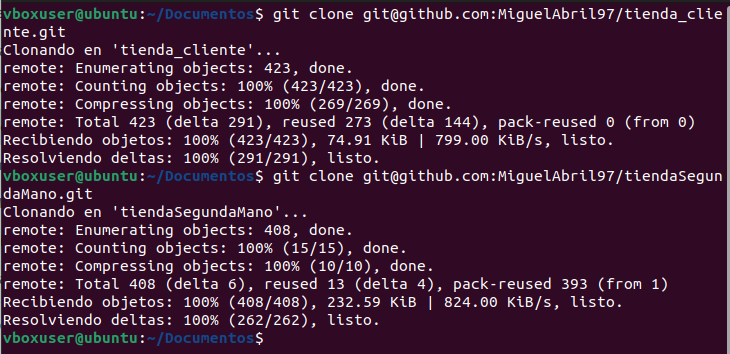 vboxuser@ubuntu:~/Documentos$ git clone git@github.com:MiguelAbril97/tienda_clie
nte.git
Clonando en 'tienda_cliente'...
remote: Enumerating objects: 423, done.
remote: Counting objects: 100% (423/423), done.
remote: Compressing objects: 100% (269/269), done.
remote: Total 423 (delta 291), reused 273 (delta 144), pack-reused 0 (from 0)
Recibiendo objetos: 100% (423/423), 74.91 KiB | 799.00 KiB/s, listo.
Resolviendo deltas: 100% (291/291), listo.
vboxuser@ubuntu:~/Documentos$ git clone git@github.com:MiguelAbril97/tiendaSegun
daMano.git
Clonando en 'tiendaSegundaMano'...
remote: Enumerating objects: 408, done.
remote: Counting objects: 100% (15/15), done.
remote: Compressing objects: 100% (10/10), done.
remote: Total 408 (delta 6), reused 13 (delta 4), pack-reused 393 (from 1)
Recibiendo objetos: 100% (408/408), 232.59 KiB | 824.00 KiB/s, listo.
Resolviendo deltas: 100% (262/262), listo.
vboxuser@ubuntu:~/Documentos$